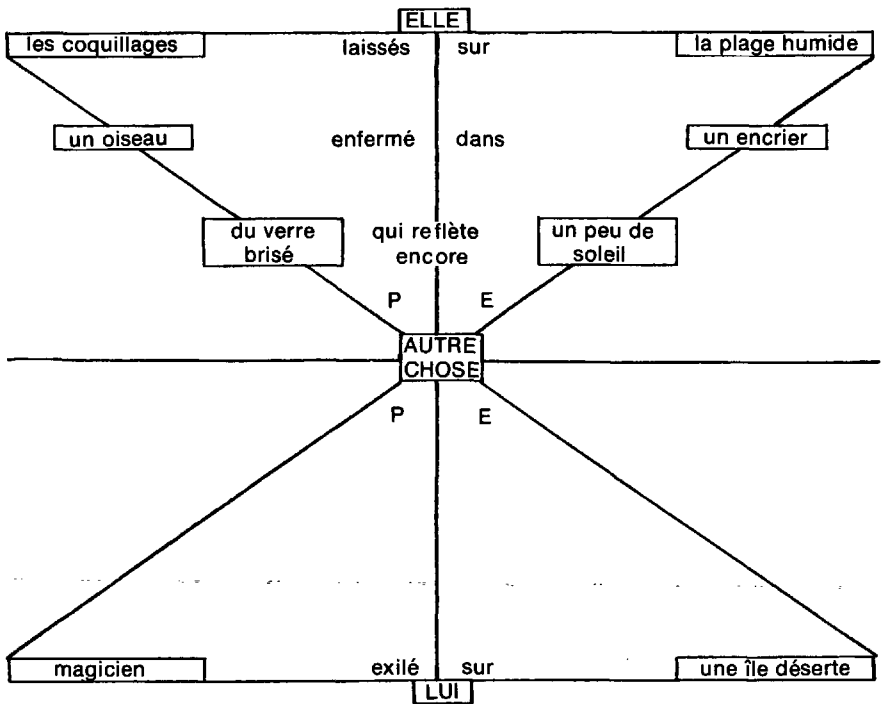 ELLE
les coquillages laissés sur la plage humide
un oiseau enfermé dans un encrier
du verre qui reflète un peu de
brisé encore soleil
P E
AUTRE
CHOSE
P E
magicien exilé sur une île déserte
LUI